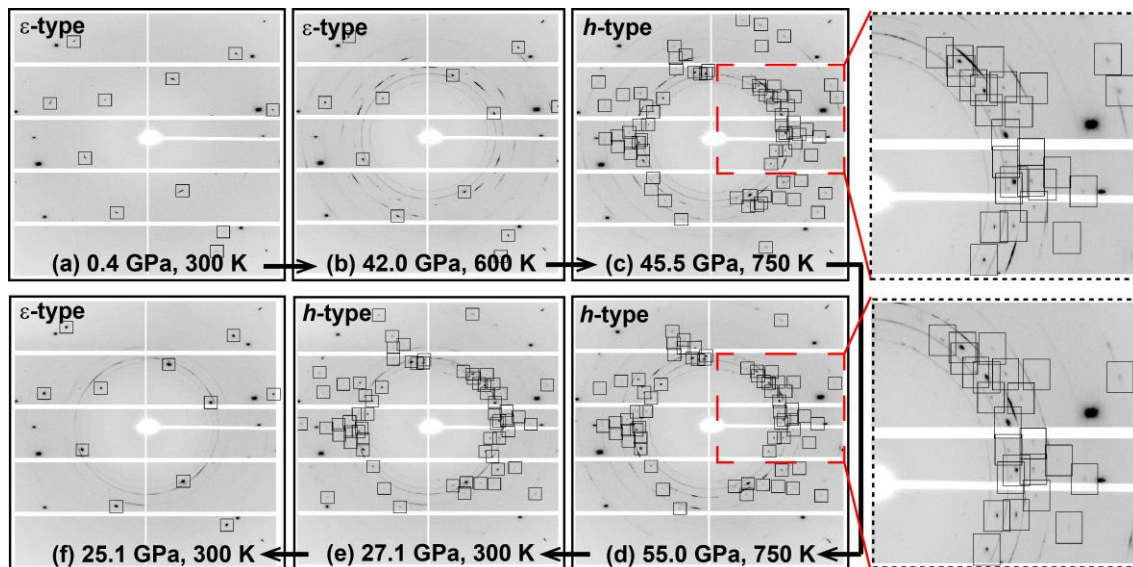 ε-type
(a) 0.4 GPa, 300 K
ε-type
(b) 42.0 GPa, 600 K
h-type
(c) 45.5 GPa, 750 K
ε-type
(f) 25.1 GPa, 300 K
h-type
(e) 27.1 GPa, 300 K
h-type
(d) 55.0 GPa, 750 K